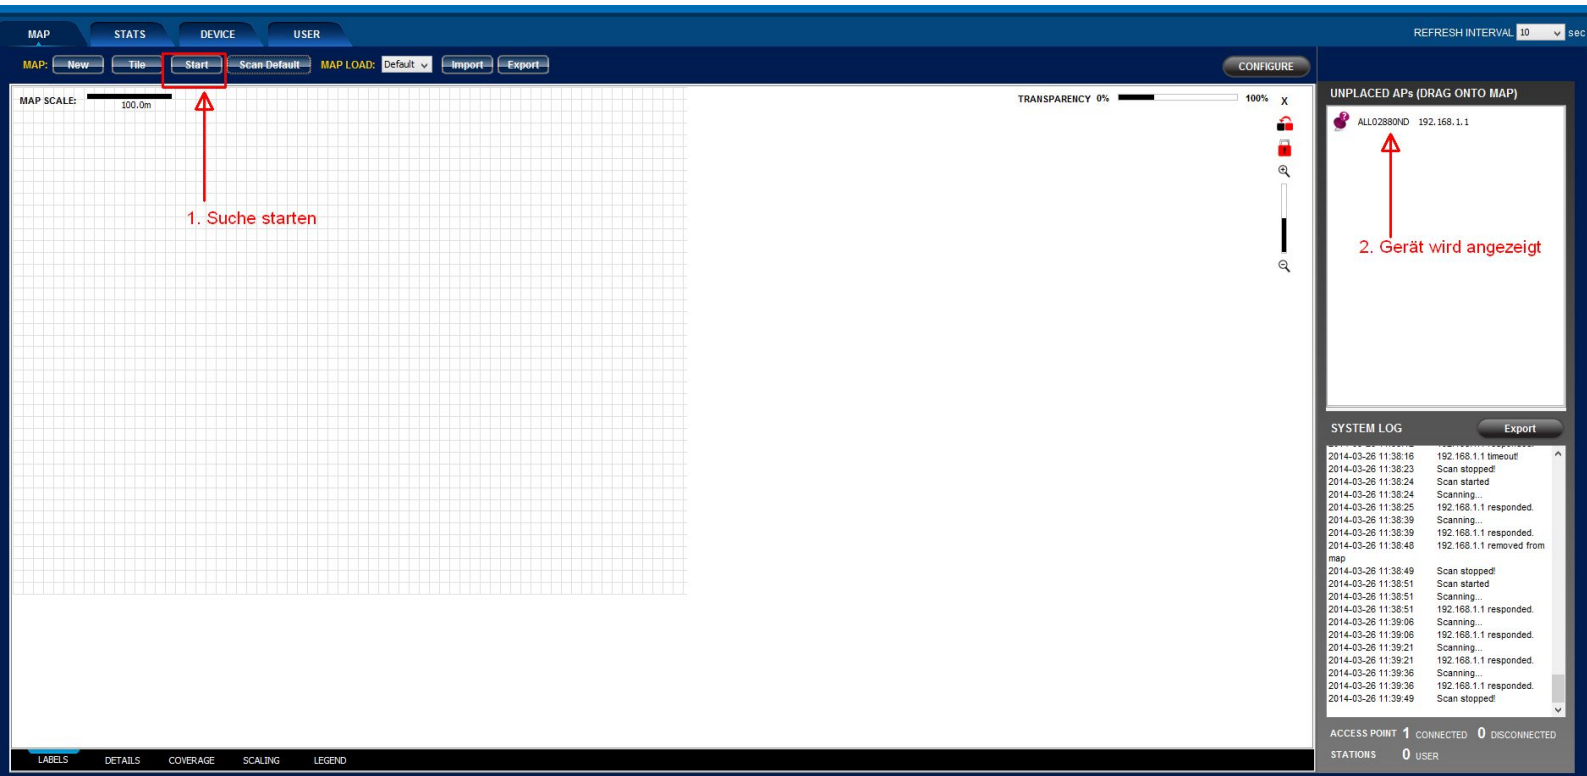 MAP STATS DEVICE USER REFRESH INTERVAL 10 sec
MAP: New Tile Start Scan Default MAP LOAD: Default Import Export CONFIGURE
MAP SCALE: 100.0m
TRANSPARENCY 0% 100% X
1. Suche starten
UNPLACED APs (DRAG ONTO MAP)
ALL02880ND 192.168.1.1
2. Gerät wird angezeigt
SYSTEM LOG Export
2014-03-26 11:38:16 192.168.1.1 timeout!
2014-03-26 11:38:23 Scan stopped!
2014-03-26 11:38:24 Scan started
2014-03-26 11:38:24 Scanning...
2014-03-26 11:38:25 192.168.1.1 responded.
2014-03-26 11:38:39 Scanning...
2014-03-26 11:38:39 192.168.1.1 responded.
2014-03-26 11:38:48 192.168.1.1 removed from
map
2014-03-26 11:38:49 Scan stopped!
2014-03-26 11:38:51 Scan started
2014-03-26 11:38:51 Scanning...
2014-03-26 11:38:51 192.168.1.1 responded.
2014-03-26 11:39:06 Scanning...
2014-03-26 11:39:06 192.168.1.1 responded.
2014-03-26 11:39:21 Scanning...
2014-03-26 11:39:21 192.168.1.1 responded.
2014-03-26 11:39:36 Scanning...
2014-03-26 11:39:36 192.168.1.1 responded.
2014-03-26 11:39:49 Scan stopped!
ACCESS POINT 1 CONNECTED 0 DISCONNECTED
STATIONS 0 USER
LABELS DETAILS COVERAGE SCALING LEGEND